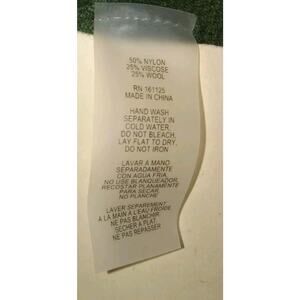 50% NYLON
25% VISCOSE
25% WOOL
RN 161125
MADE IN CHINA
HAND WASH
SEPARATELY IN
COLD WATER,
DO NOT BLEACH,
LAY FLAT TO DRY,
DO NOT IRON
LAVAR A MANO
SEPARADAMENTE
CON AGUA FRIA,
NO USE BLANQUEADOR,
RECOSTAR PLANAMENTE
PARA SECAR,
NO PLANCHE
LAVER SEPAREMENT
A LA MAIN A L'EAU FROIDE,
NE PAS BLANCHIR,
SECHER A PLAT,
NE PAS REPASSER